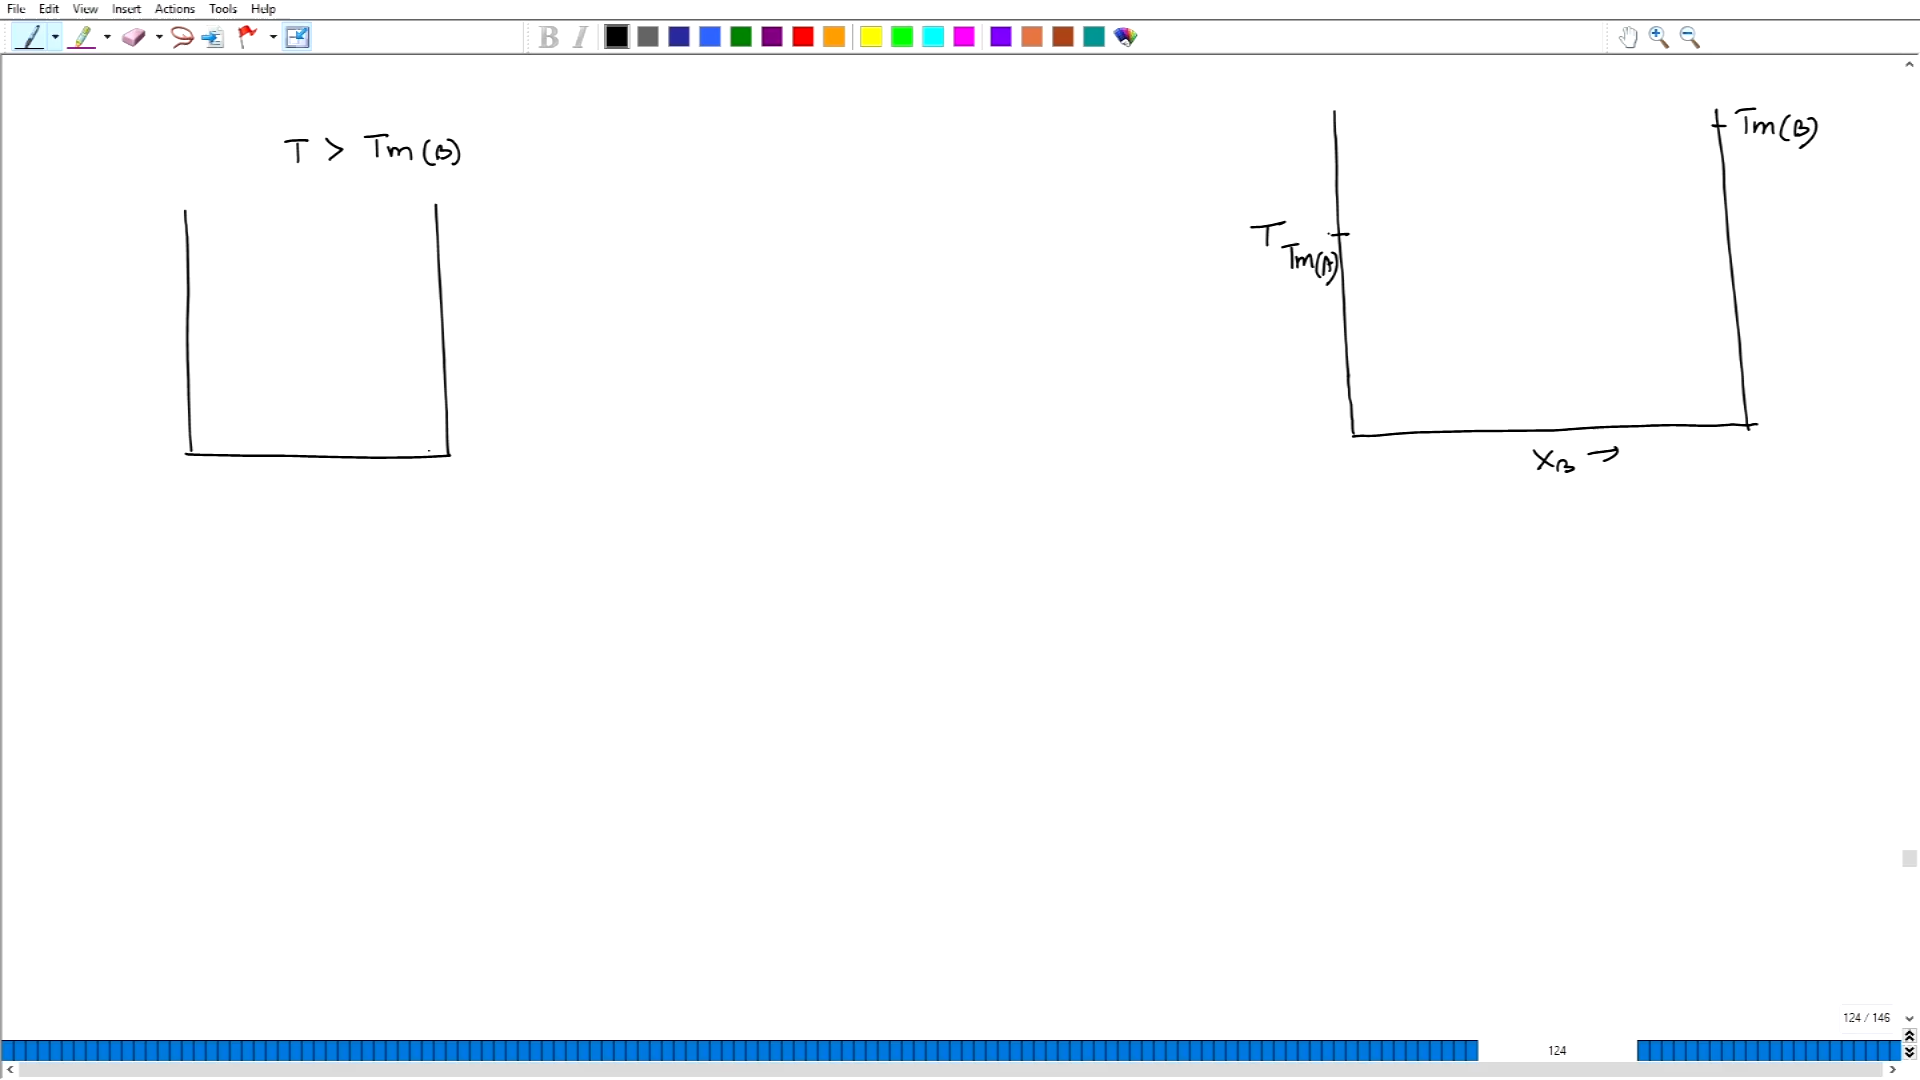 File Edit View Insert Actions Tools Help
B I
T > Tm (B)
Tm (B)
T
Tm(A)
XB →
124 / 146
124